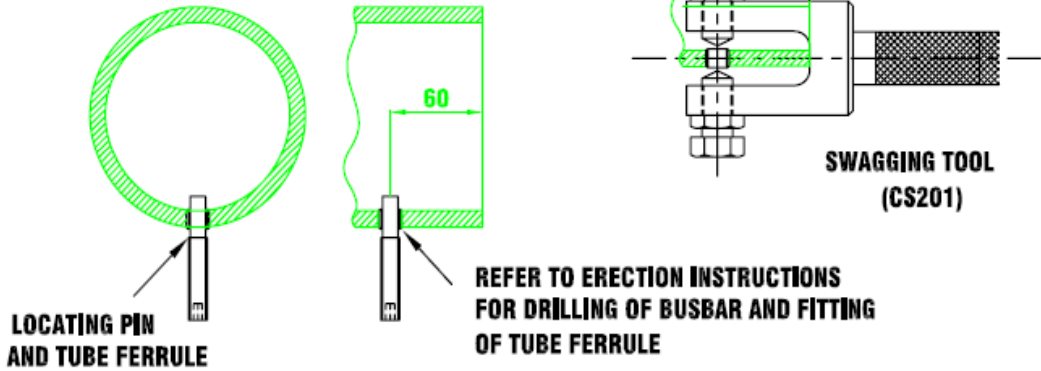 60
SWAGGING TOOL
(CS201)
REFER TO ERECTION INSTRUCTIONS
FOR DRILLING OF BUSBAR AND FITTING
OF TUBE FERRULE
LOCATING PIN
AND TUBE FERRULE